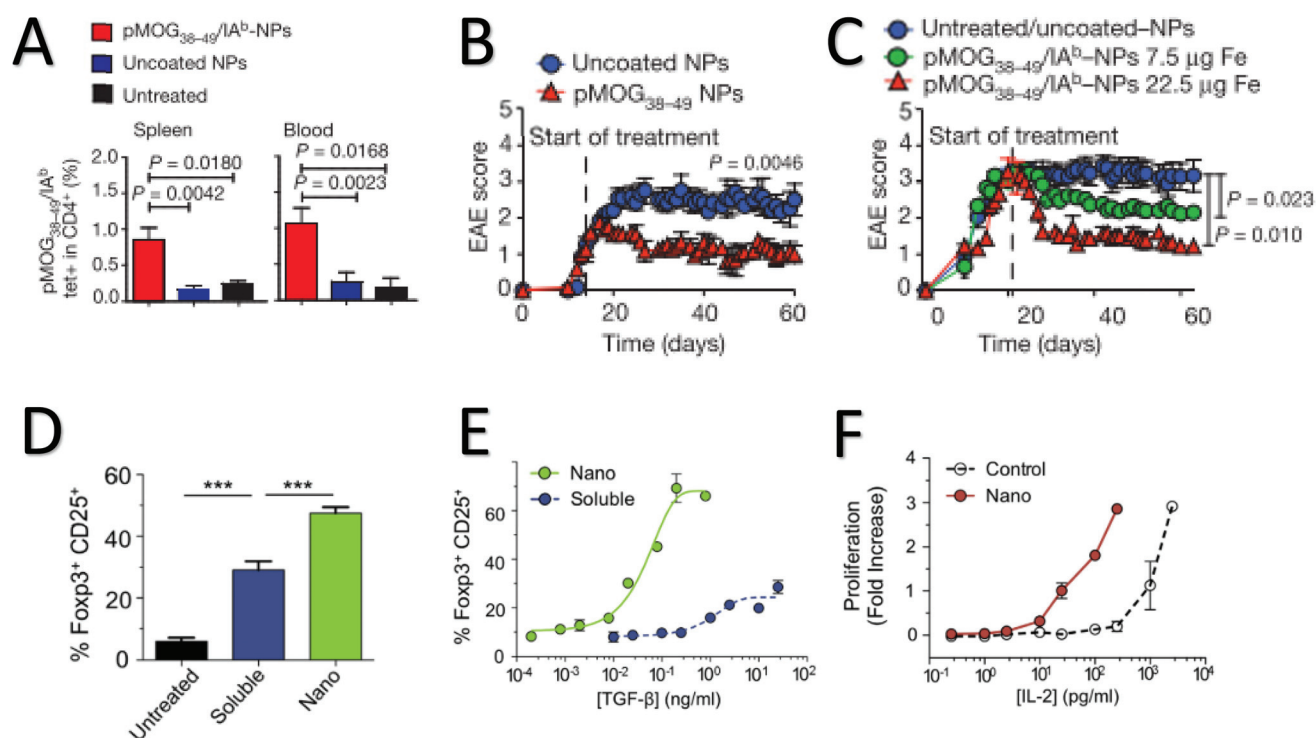 A
pMOG38–49/IAb-NPs
Uncoated NPs
Untreated
Spleen
Blood
pMOG38–49/IAb
tet+ in CD4+ (%)
2.0
1.5
1.0
0.5
0.0
P = 0.0180
P = 0.0042
P = 0.0168
P = 0.0023
B
Uncoated NPs
pMOG38–49 NPs
Start of treatment
P = 0.0046
EAE score
5
4
3
2
1
0
0 20 40 60
Time (days)
C
Untreated/uncoated–NPs
pMOG38–49/IAb–NPs 7.5 µg Fe
pMOG38–49/IAb–NPs 22.5 µg Fe
Start of treatment
EAE score
5
4
3
2
1
0
0 20 40 60
Time (days)
P = 0.023
P = 0.010
D
% Foxp3+ CD25+
60
40
20
0
*** ***
Untreated
Soluble
Nano
E
Nano
Soluble
% Foxp3+ CD25+
60
40
20
0
10-4 10-3 10-2 10-1 100 101 102
[TGF-β] (ng/ml)
F
Control
Nano
Proliferation
(Fold Increase)
4
3
2
1
0
10-1 100 101 102 103 104
[IL-2] (pg/ml)